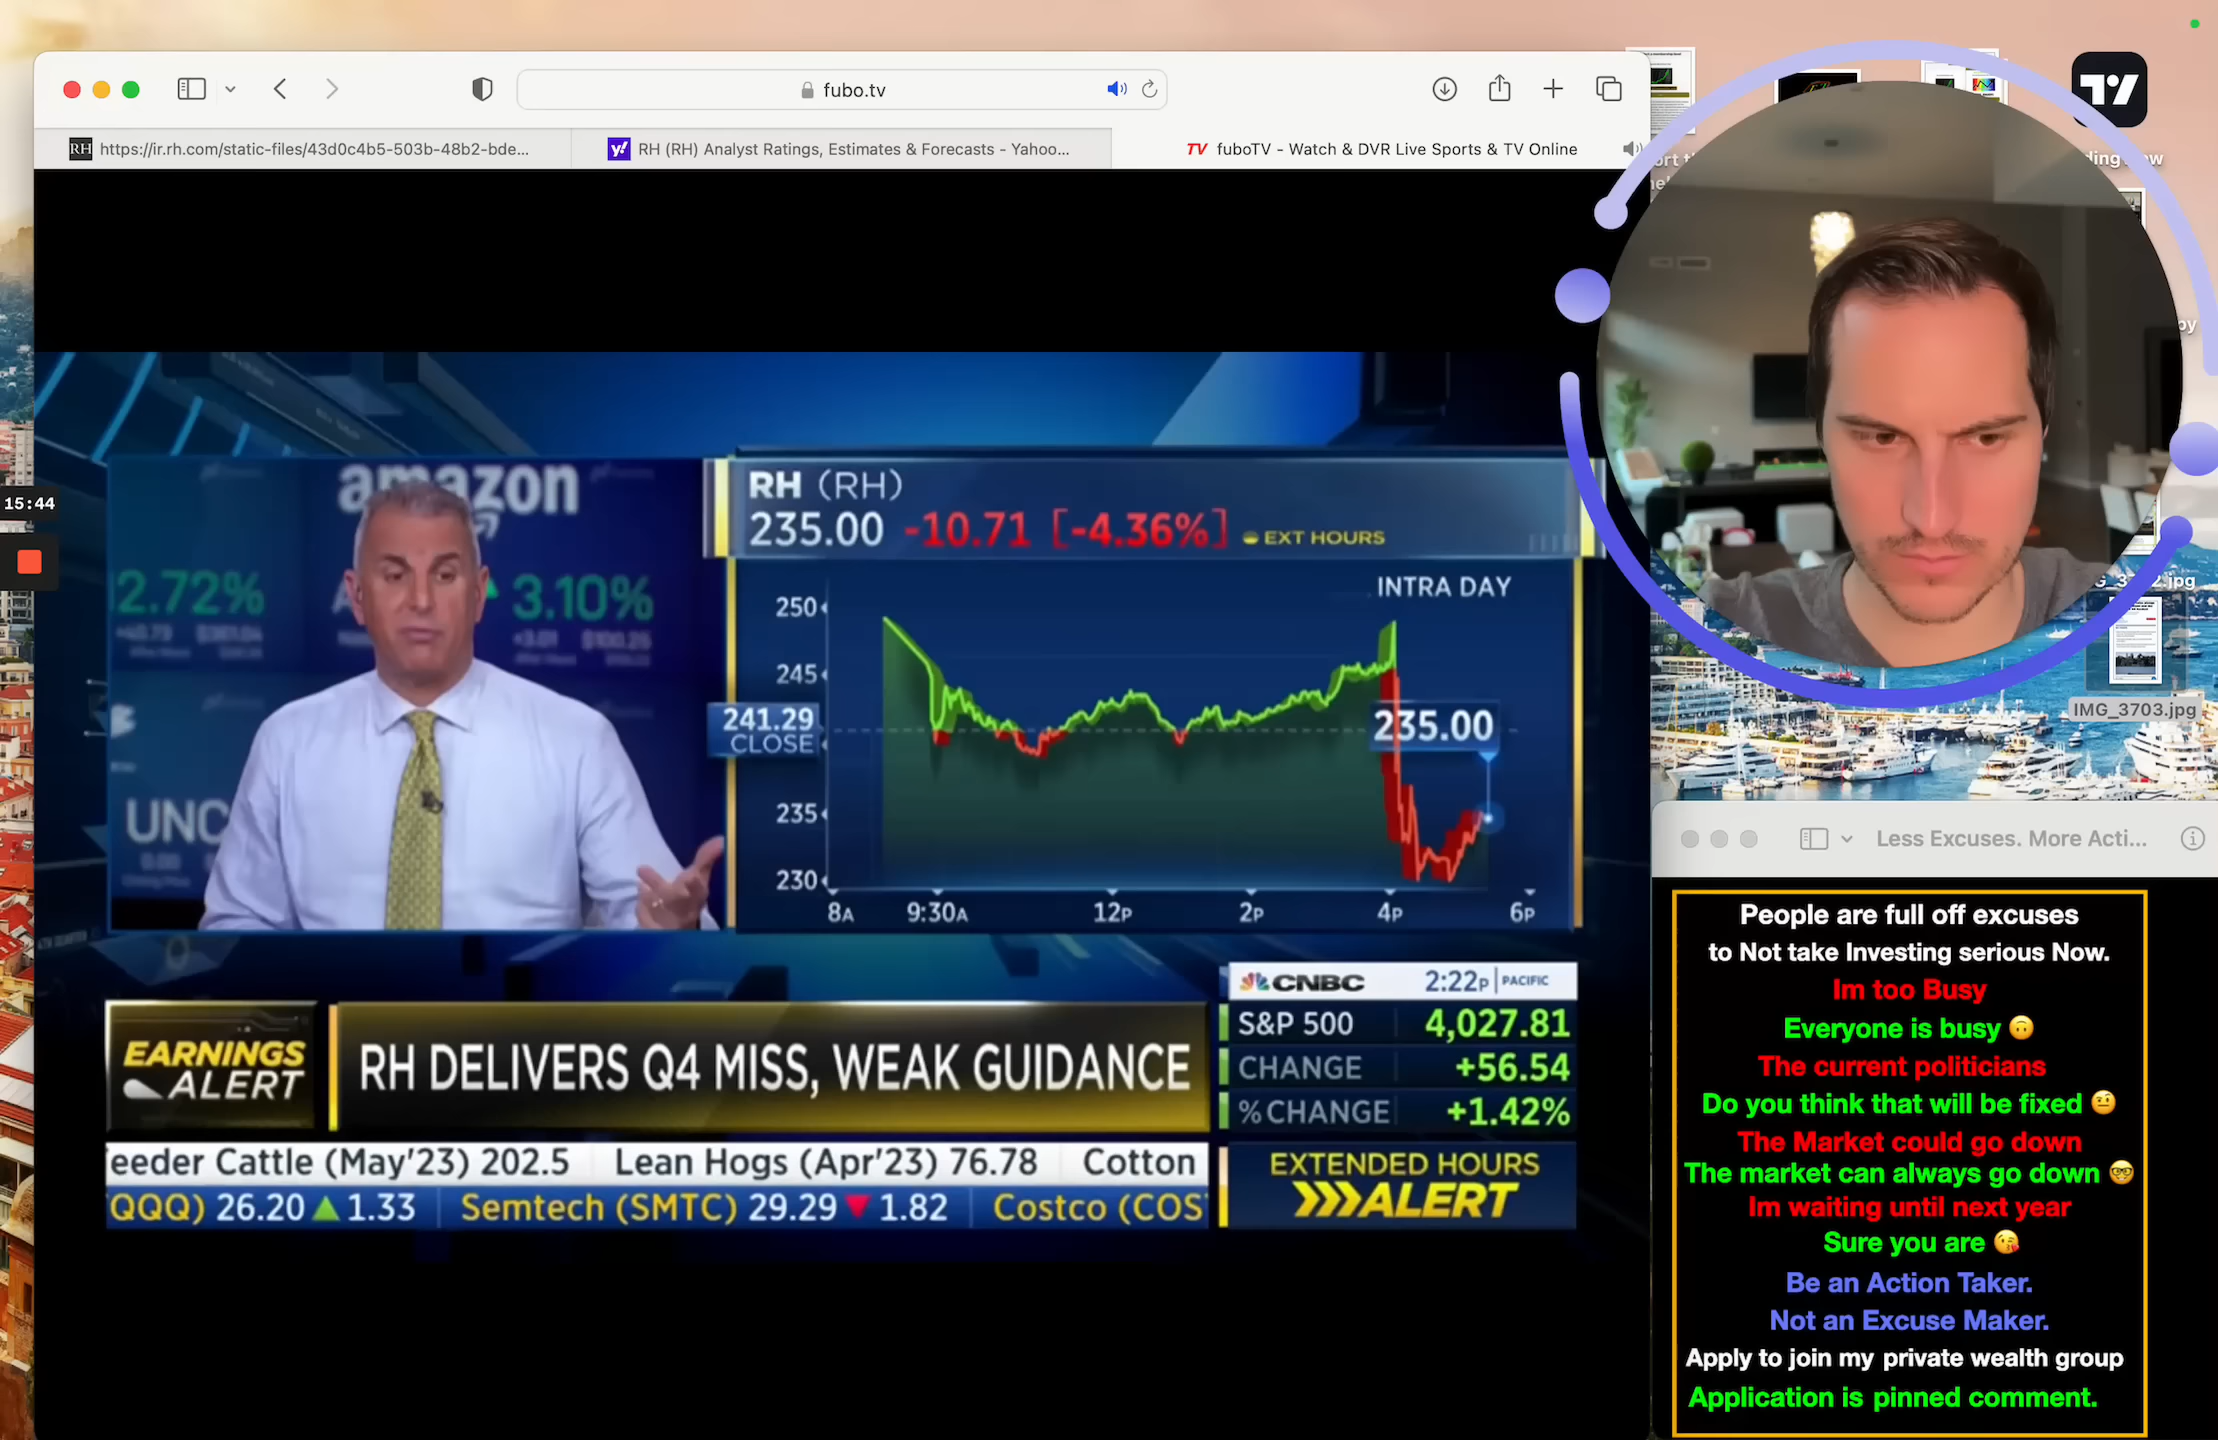 fubo.tv
RH https://ir.rh.com/static-files/43d0c4b5-503b-48b2-bde...
y! RH (RH) Analyst Ratings, Estimates & Forecasts - Yahoo...
TV fuboTV - Watch & DVR Live Sports & TV Online
15:44
amazon
2.72%
3.10%
UNC
RH (RH)
235.00 -10.71 [-4.36%] EXT HOURS
INTRA DAY
250
245
241.29
CLOSE
235.00
235
230
8A 9:30A 12P 2P 4P 6P
EARNINGS
ALERT
RH DELIVERS Q4 MISS, WEAK GUIDANCE
CNBC 2:22P PACIFIC
S&P 500 4,027.81
CHANGE +56.54
% CHANGE +1.42%
eeder Cattle (May'23) 202.5 Lean Hogs (Apr'23) 76.78 Cotton
QQQ) 26.20 ▲ 1.33 Semtech (SMTC) 29.29 ▼ 1.82 Costco (COS
EXTENDED HOURS
ALERT
IMG_3703.jpg
Less Excuses. More Acti...
People are full off excuses
to Not take Investing serious Now.
Im too Busy
Everyone is busy 🙃
The current politicians
Do you think that will be fixed 🤨
The Market could go down
The market can always go down 🤓
Im waiting until next year
Sure you are 😘
Be an Action Taker.
Not an Excuse Maker.
Apply to join my private wealth group
Application is pinned comment.